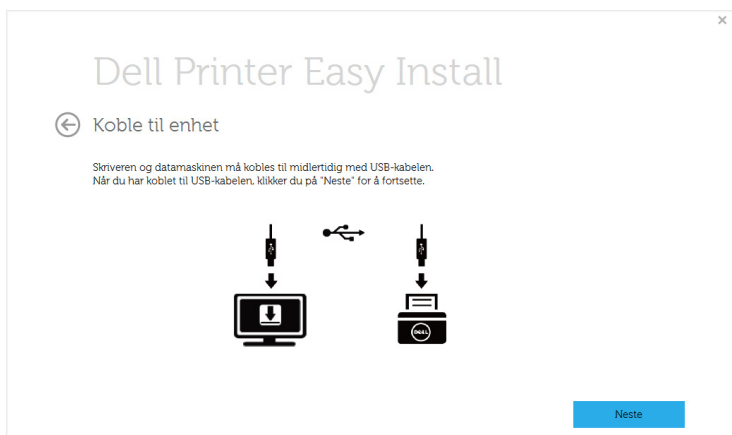 Dell Printer Easy Install
Koble til enhet
Skriveren og datamaskinen må kobles til midlertidig med USB-kabelen.
Når du har koblet til USB-kabelen, klikker du på "Neste" for å fortsette.
DELL
Neste